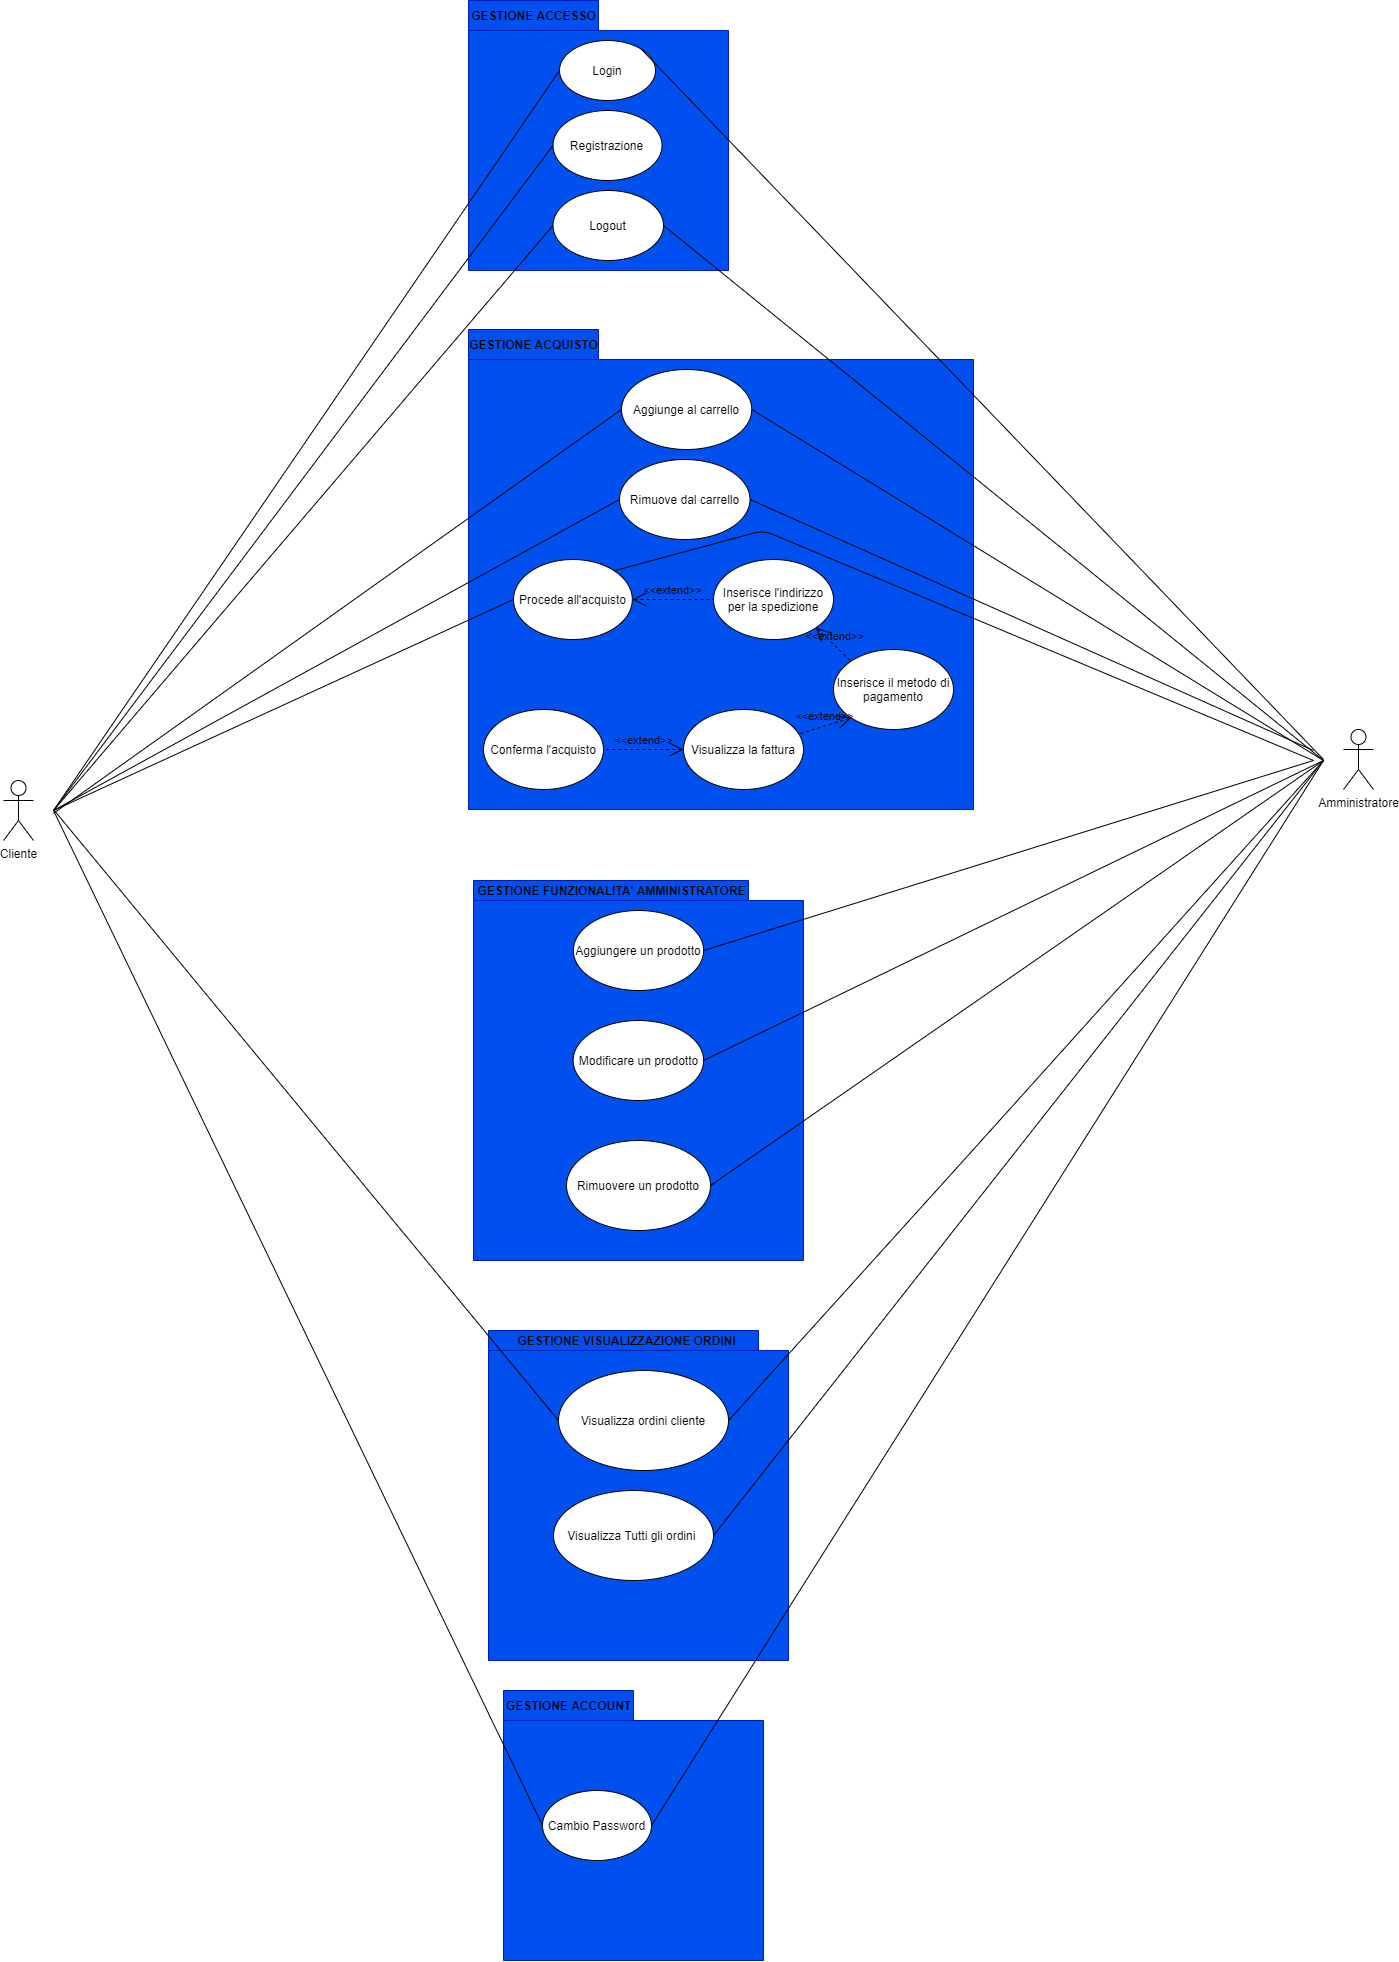 GESTIONE ACCESSO
Login
Registrazione
Logout
GESTIONE ACQUISTO
Aggiunge al carrello
Rimuove dal carrello
Procede all'acquisto
<<extend>>
Inserisce l'indirizzo
per la spedizione
<<extend>>
Inserisce il metodo di
pagamento
<<extend>>
Conferma l'acquisto
<<extend>>
Visualizza la fattura
Cliente
Amministratore
GESTIONE FUNZIONALITA' AMMINISTRATORE
Aggiungere un prodotto
Modificare un prodotto
Rimuovere un prodotto
GESTIONE VISUALIZZAZIONE ORDINI
Visualizza ordini cliente
Visualizza Tutti gli ordini
GESTIONE ACCOUNT
Cambio Password